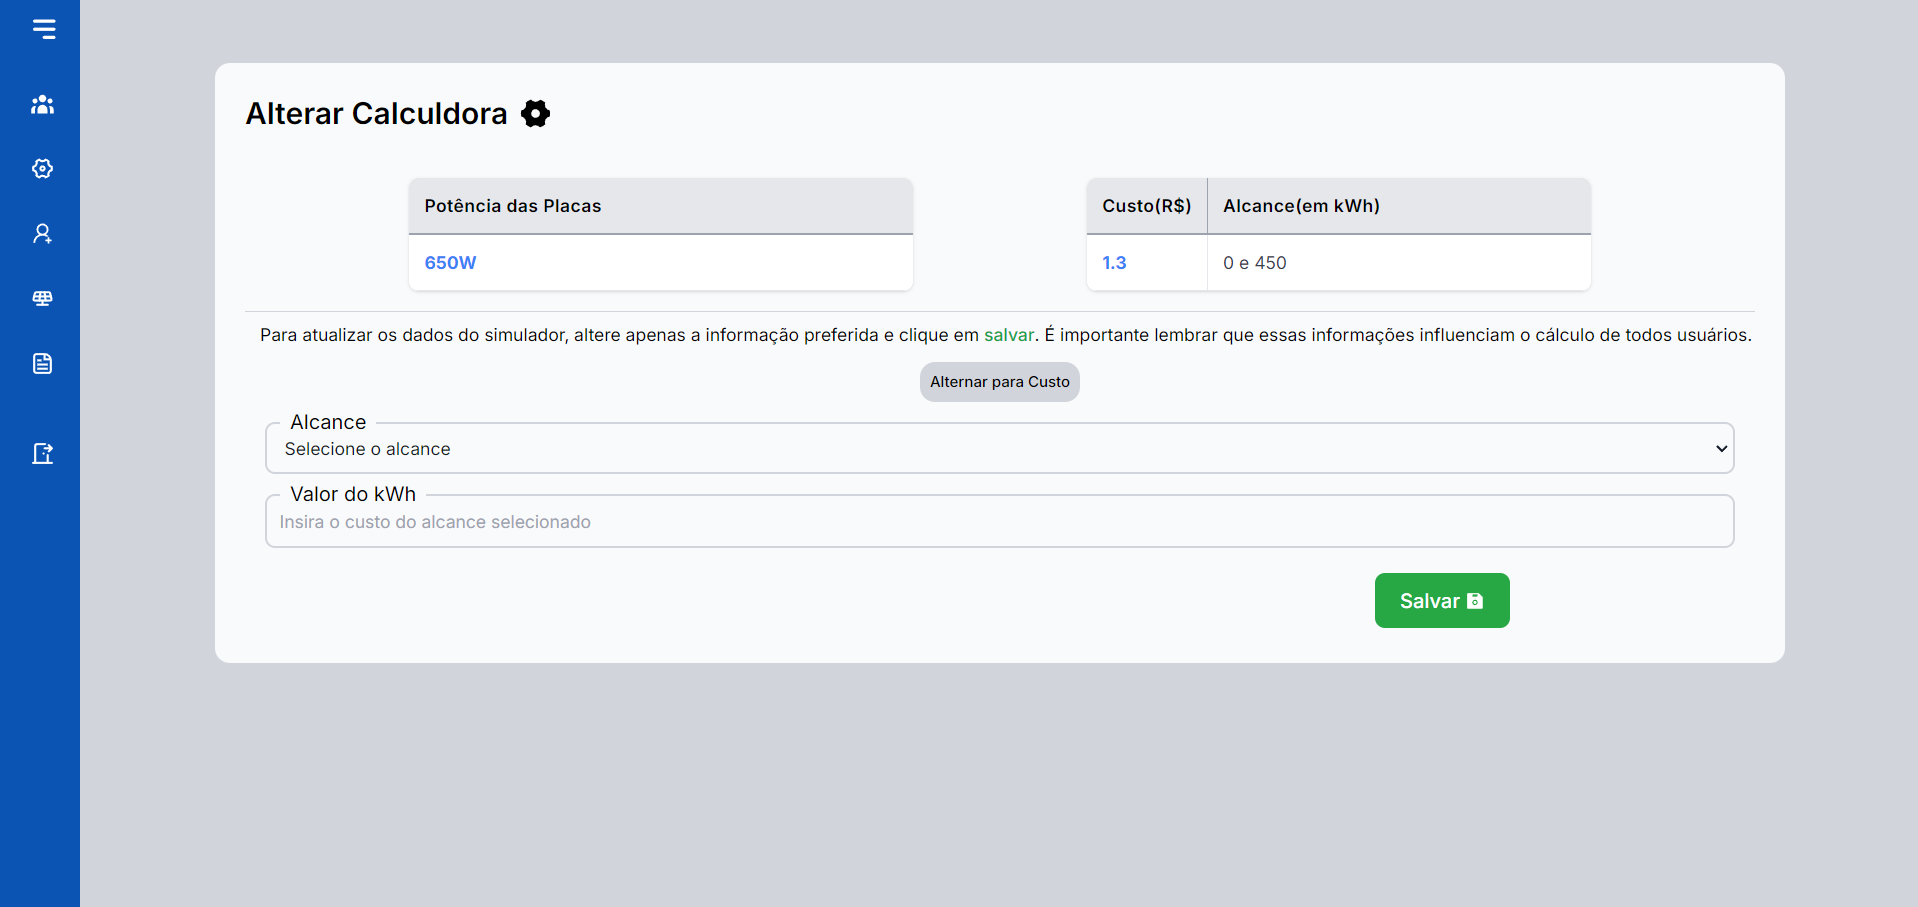 Alterar Calculdora
Potência das Placas
650W
Custo(R$) Alcance(em kWh)
1.3 0 e 450
Para atualizar os dados do simulador, altere apenas a informação preferida e clique em salvar. É importante lembrar que essas informações influenciam o cálculo de todos usuários.
Alternar para Custo
Alcance
Selecione o alcance
Valor do kWh
Insira o custo do alcance selecionado
Salvar